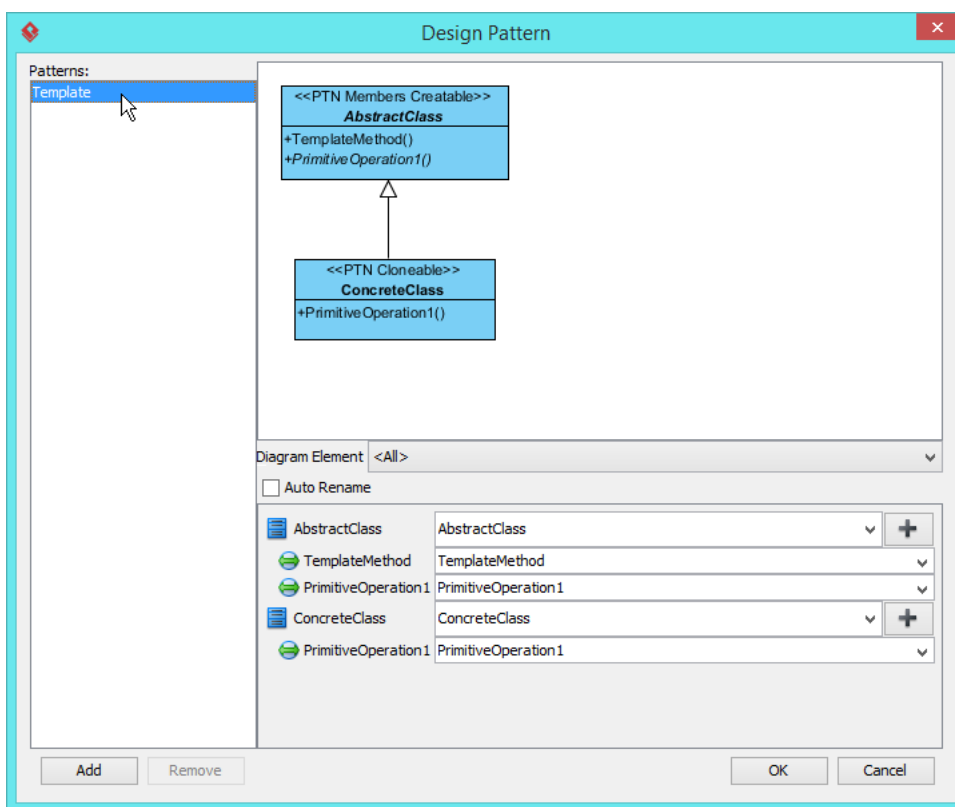 Design Pattern
Patterns:
Template
<<PTN Members Creatable>>
AbstractClass
+TemplateMethod()
+PrimitiveOperation1()
<<PTN Cloneable>>
ConcreteClass
+PrimitiveOperation1()
Diagram Element <All>
Auto Rename
AbstractClass AbstractClass
TemplateMethod TemplateMethod
PrimitiveOperation1 PrimitiveOperation1
ConcreteClass ConcreteClass
PrimitiveOperation1 PrimitiveOperation1
Add Remove OK Cancel